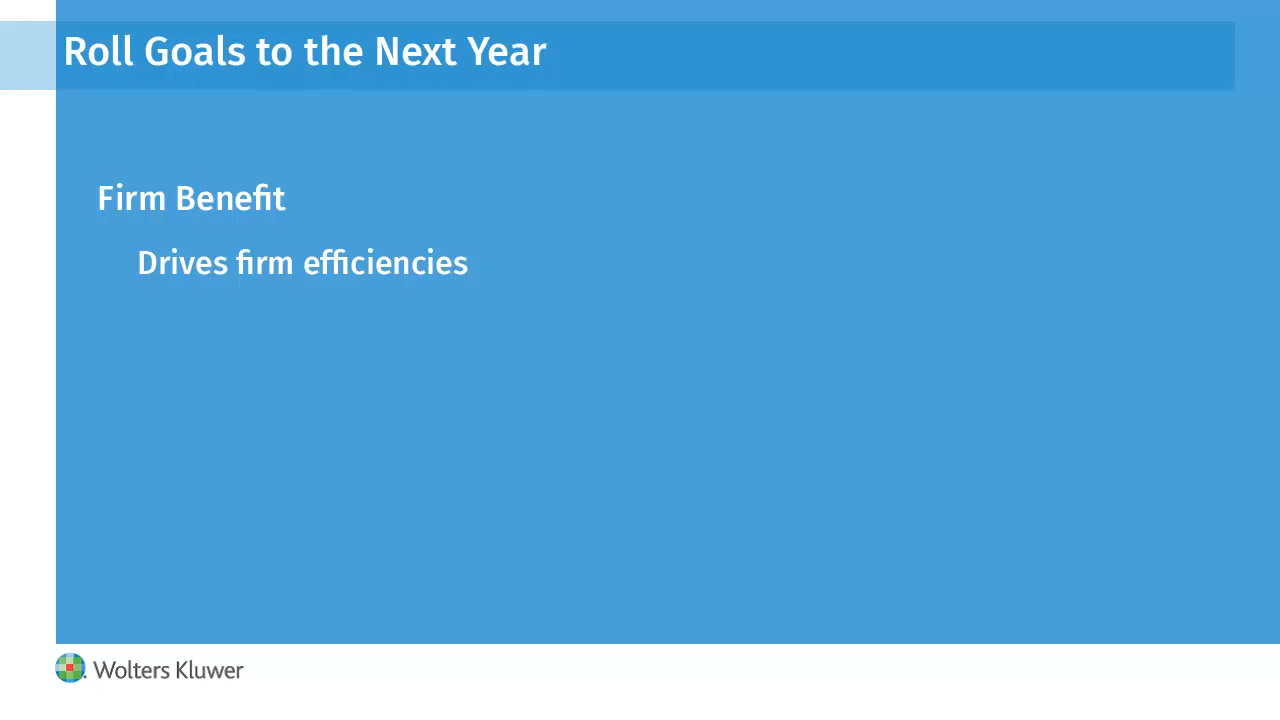 Roll Goals to the Next Year
Firm Benefit
Drives firm efficiencies
Wolters Kluwer